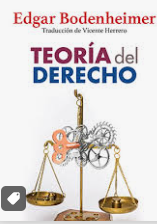 Edgar Bodenheimer
Traducción de Vicente Herrero
TEORÍA del
DERECHO